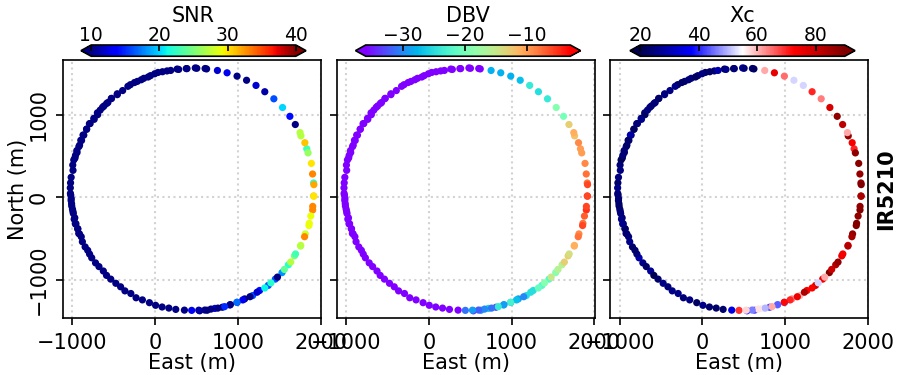 SNR DBV Xc
10 20 30 40 −30 −20 −10 20 40 60 80
North (m)
1000
0
−1000
IR5210
−1000 0 1000 2000 −1000 0 1000 2000 −1000 0 1000 2000
East (m) East (m) East (m)